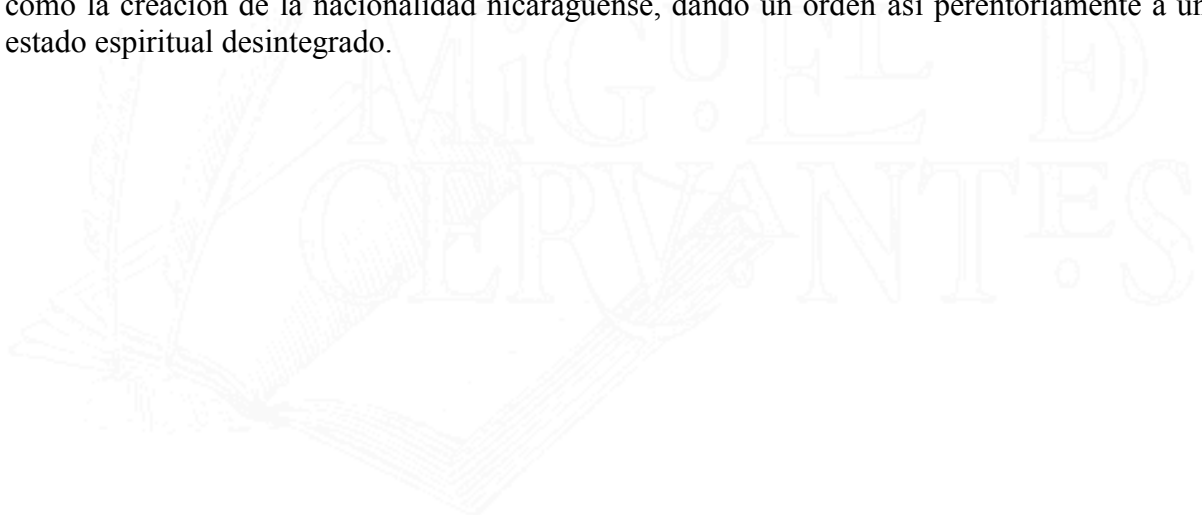 como la creación de la nacionalidad nicaragüense, dando un orden así perentoriamente a un
estado espiritual desintegrado.
MIGUEL D
CERVANTES